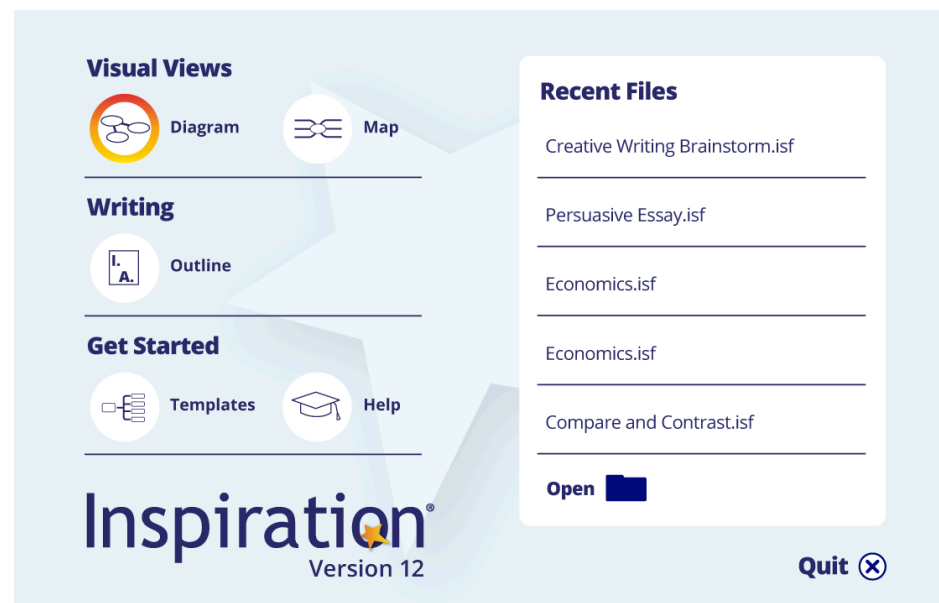 Visual Views
Diagram
Map
Writing
I.
A.
Outline
Get Started
Templates
Help
Inspiration®
Version 12
Recent Files
Creative Writing Brainstorm.isf
Persuasive Essay.isf
Economics.isf
Economics.isf
Compare and Contrast.isf
Open
Quit